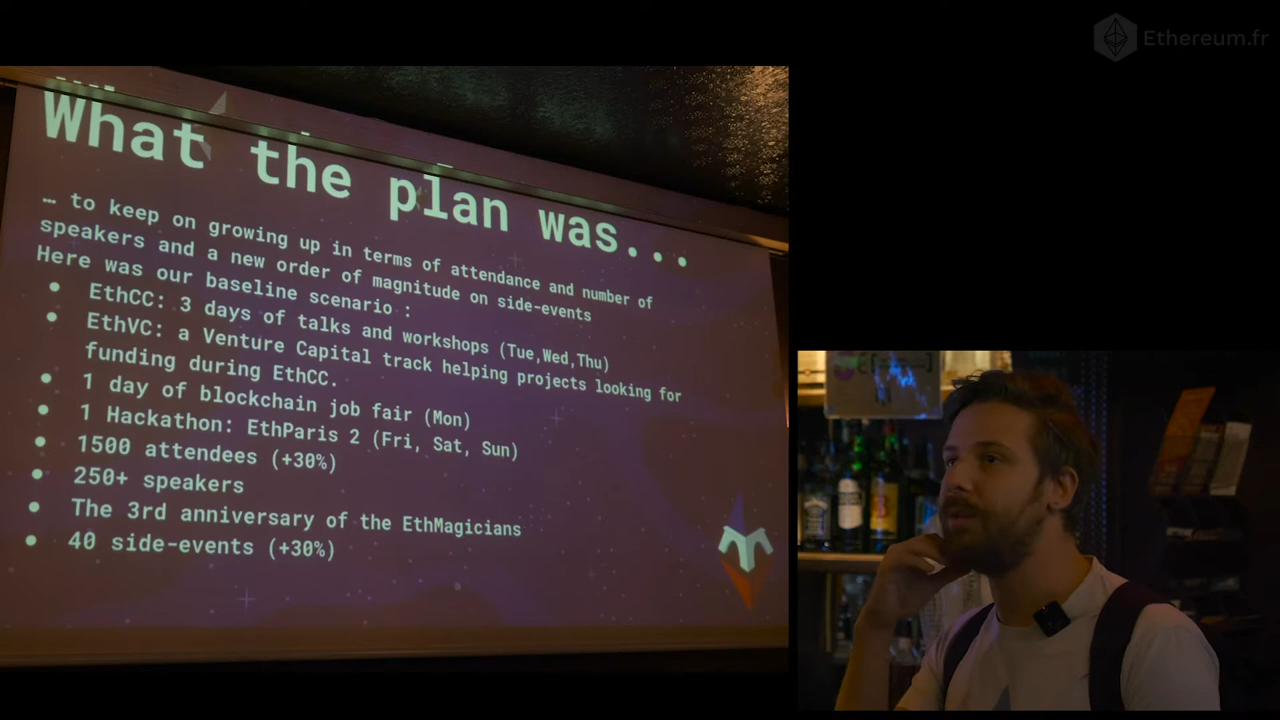 Ethereum.fr
What the plan was...
… to keep on growing up in terms of attendance and number of
speakers and a new order of magnitude on side-events
Here was our baseline scenario :
● EthCC: 3 days of talks and workshops (Tue,Wed,Thu)
● EthVC: a Venture Capital track helping projects looking for
funding during EthCC.
● 1 day of blockchain job fair (Mon)
● 1 Hackathon: EthParis 2 (Fri, Sat, Sun)
● 1500 attendees (+30%)
● 250+ speakers
● The 3rd anniversary of the EthMagicians
● 40 side-events (+30%)